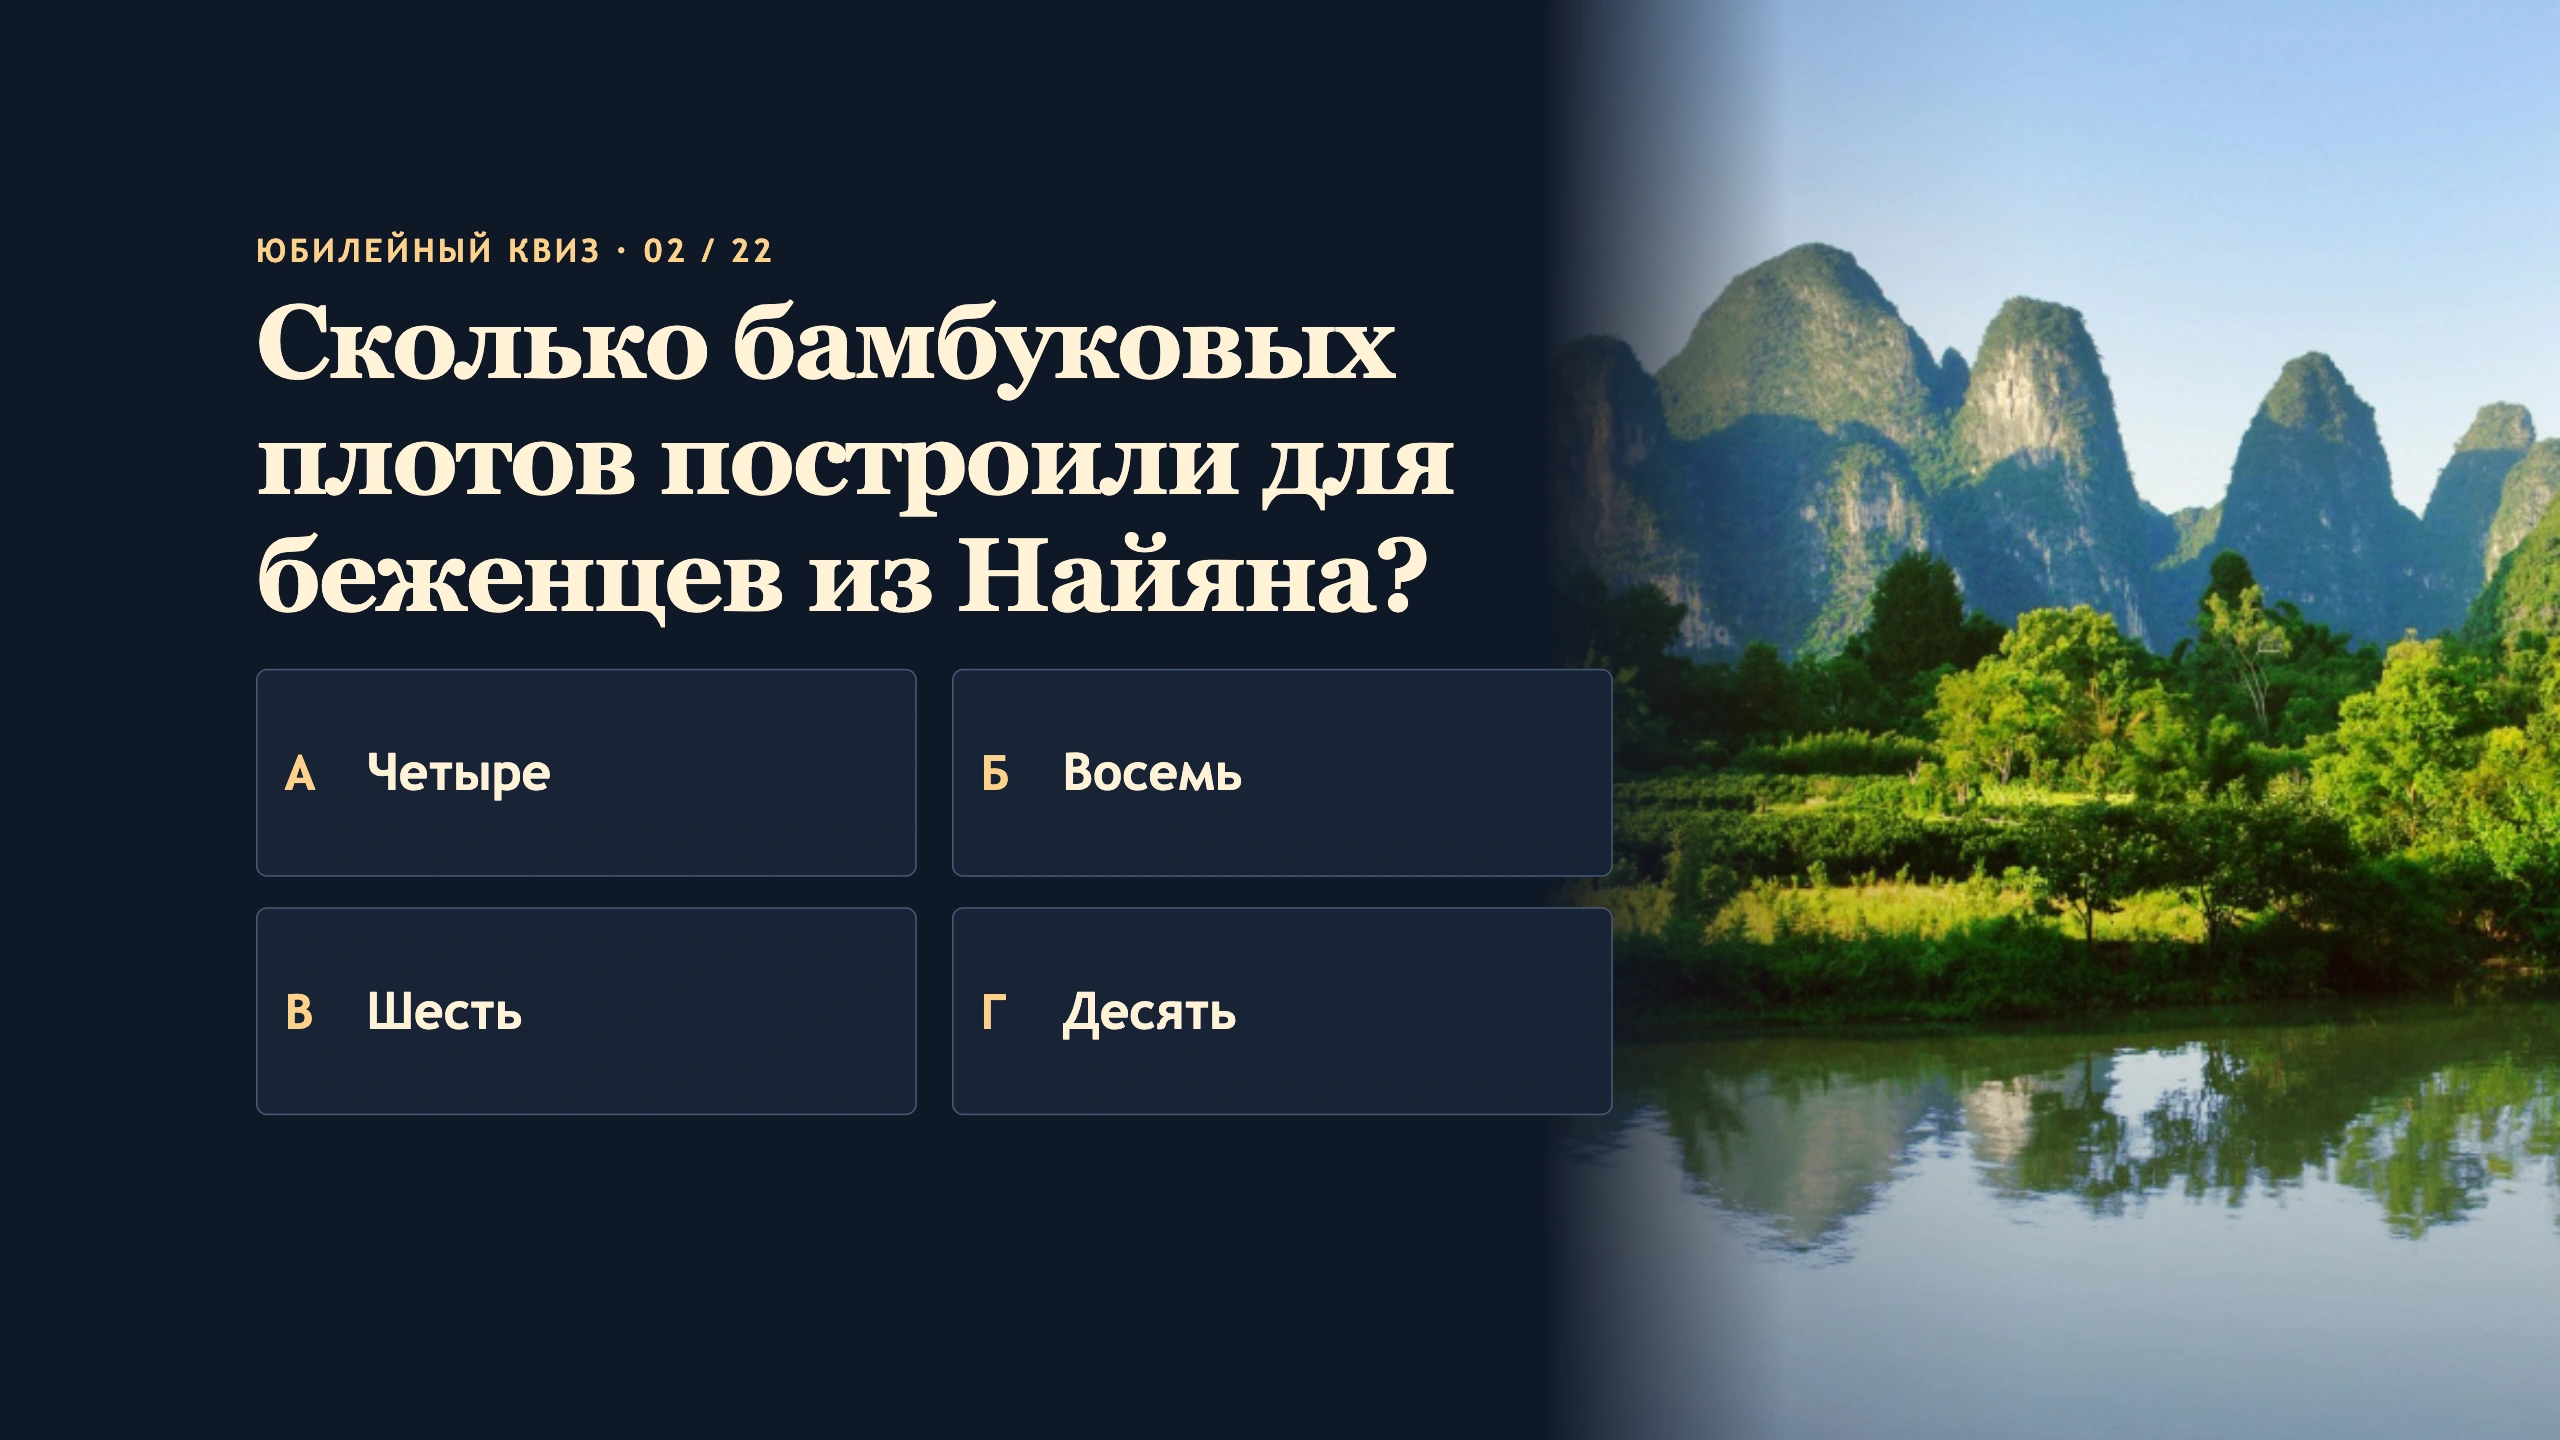 ЮБИЛЕЙНЫЙ КВИЗ · 02 / 22
Сколько бамбуковых
плотов построили для
беженцев из Найяна?
А Четыре
Б Восемь
В Шесть
Г Десять